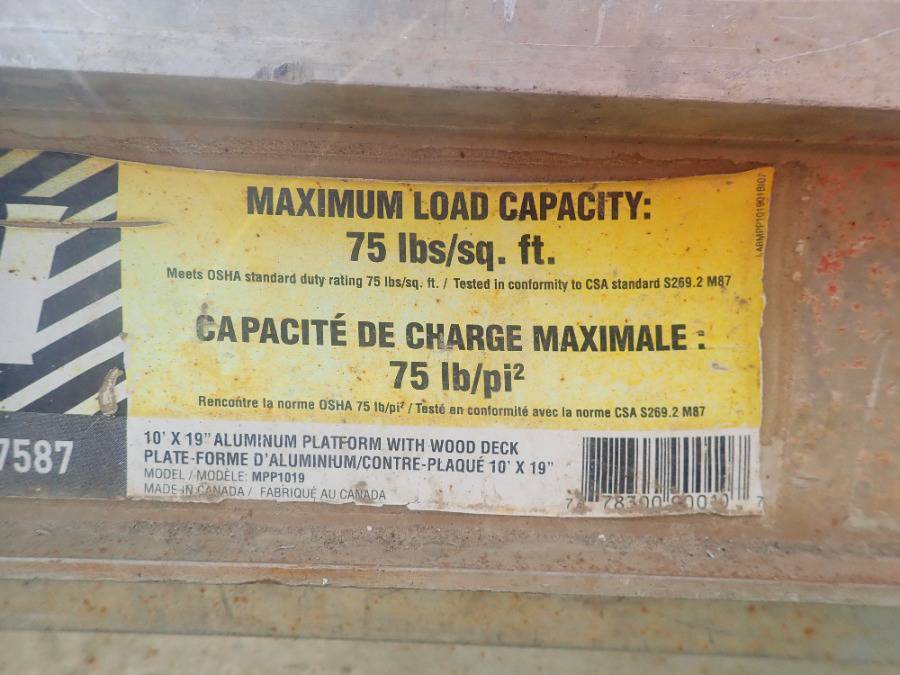 MAXIMUM LOAD CAPACITY:
75 lbs/sq. ft.
Meets OSHA standard duty rating 75 lbs/sq. ft. / Tested in conformity to CSA standard S269.2 M87
CAPACITÉ DE CHARGE MAXIMALE :
75 lb/pi²
Rencontre la norme OSHA 75 lb/pi² / Testé en conformité avec la norme CSA S269.2 M87
7587
10' X 19" ALUMINUM PLATFORM WITH WOOD DECK
PLATE-FORME D'ALUMINIUM/CONTRE-PLAQUÉ 10' X 19"
MODEL / MODÈLE: MPP1019
MADE IN CANADA / FABRIQUÉ AU CANADA